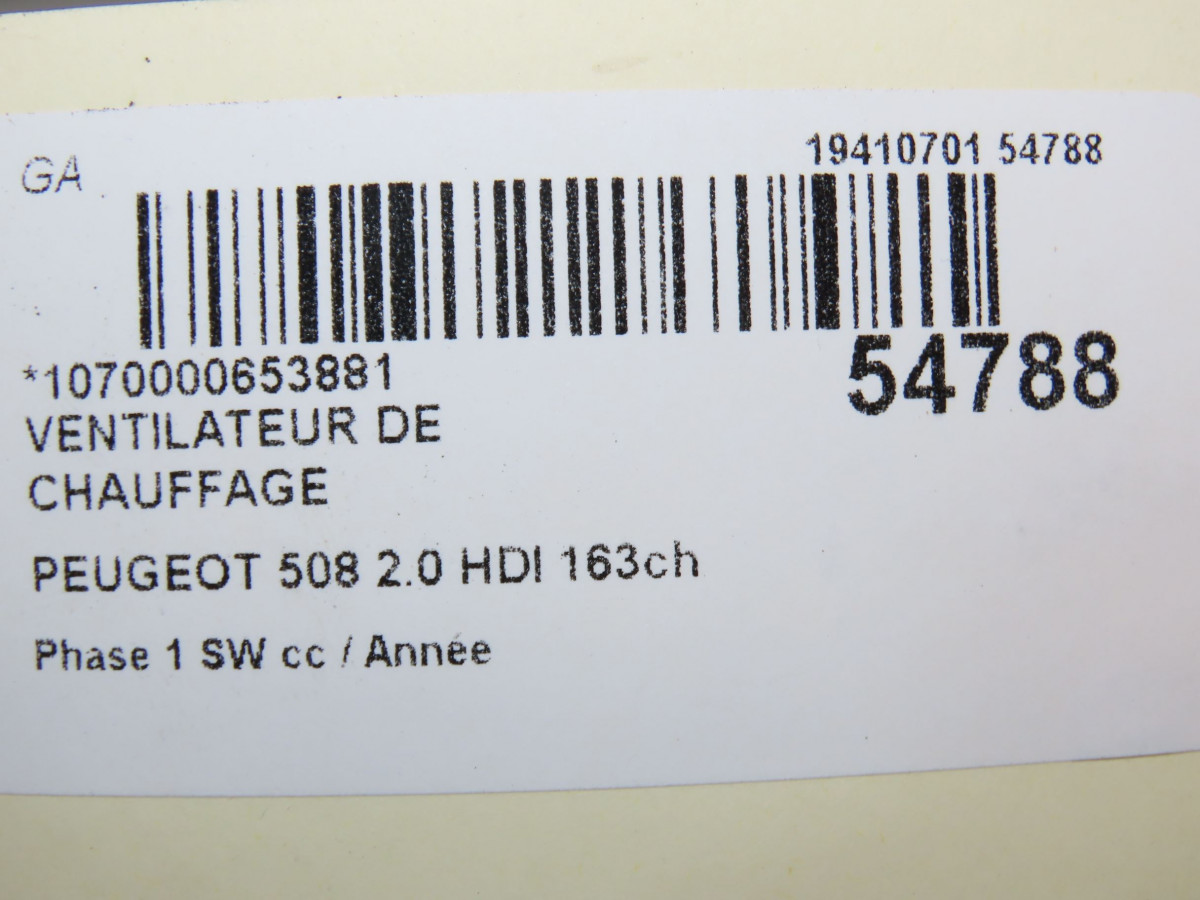 GA
19410701 54788
*1070000653881
54788
VENTILATEUR DE
CHAUFFAGE
PEUGEOT 508 2.0 HDI 163ch
Phase 1 SW cc / Année